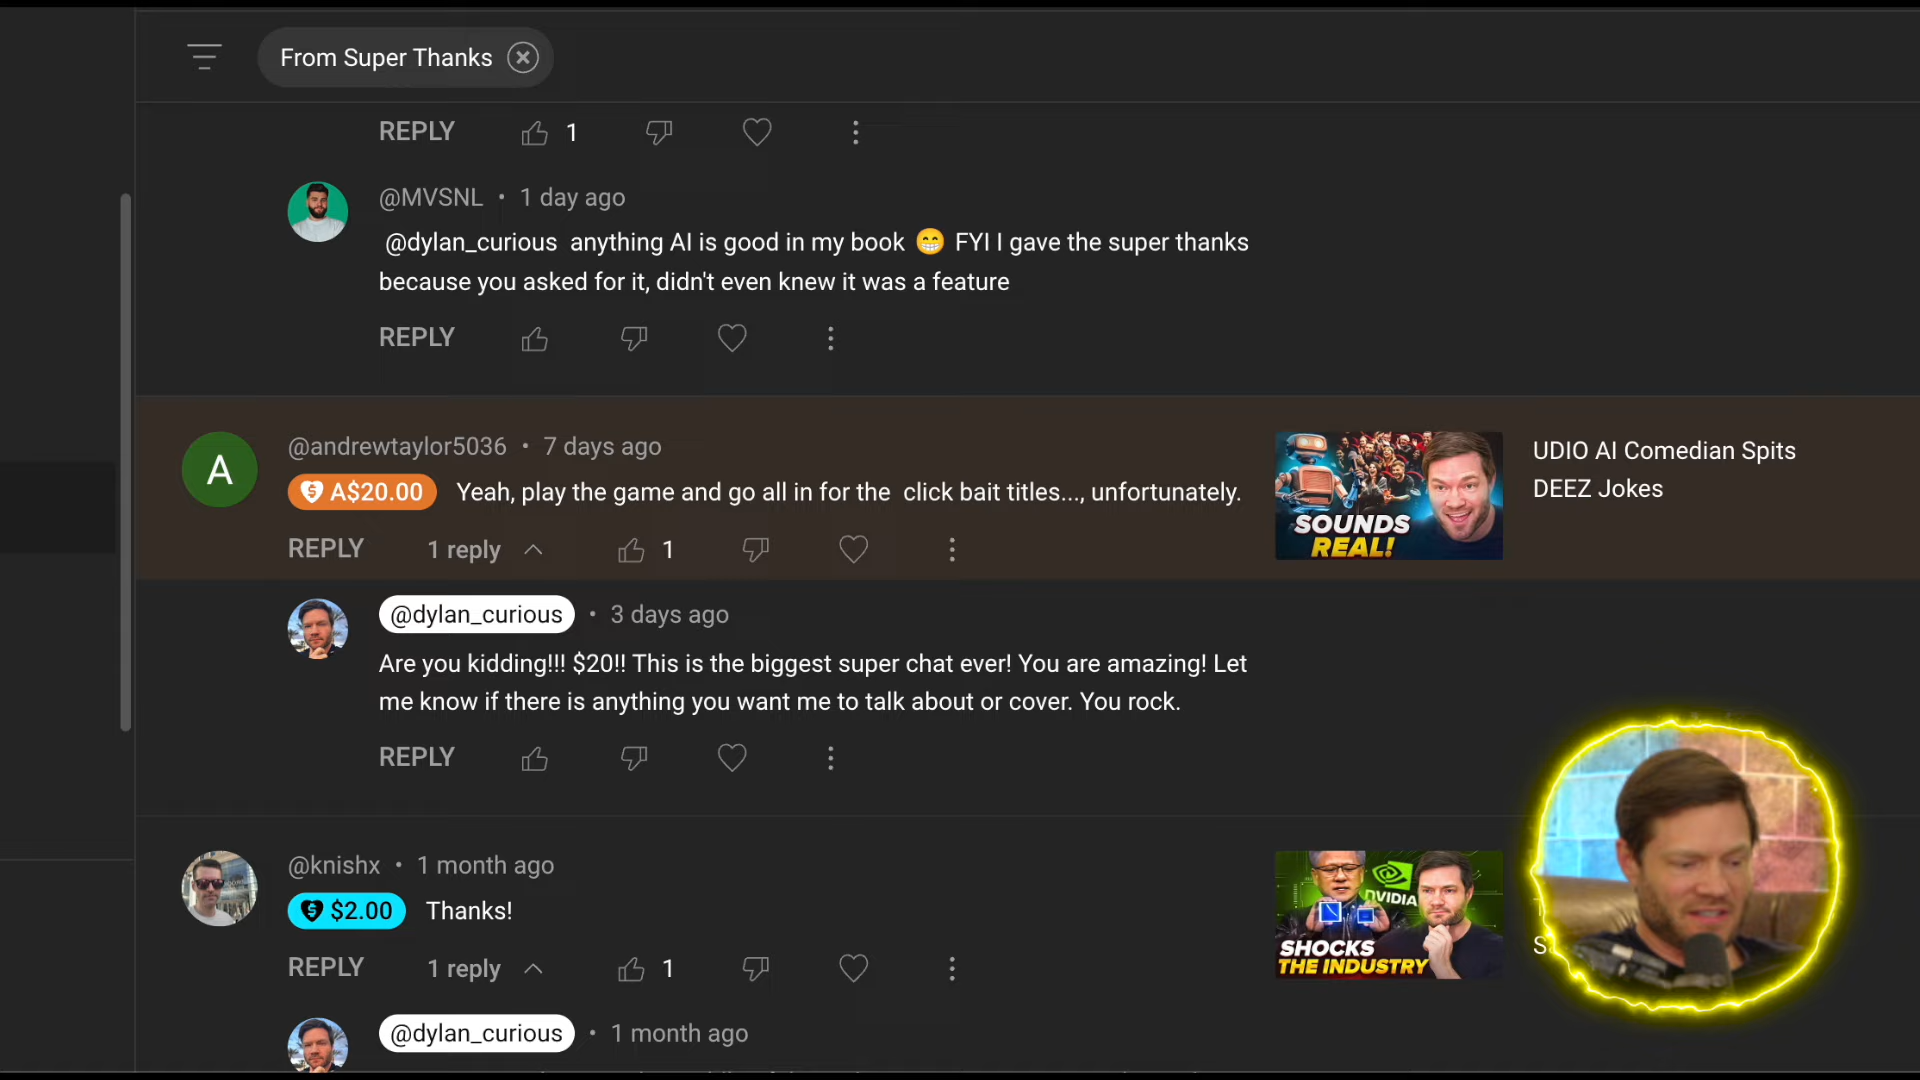 From Super Thanks
REPLY 1
@MVSNL • 1 day ago
@dylan_curious anything AI is good in my book 😁 FYI I gave the super thanks
because you asked for it, didn't even knew it was a feature
REPLY
A
@andrewtaylor5036 • 7 days ago
A$20.00 Yeah, play the game and go all in for the click bait titles..., unfortunately.
REPLY 1 reply 1
SOUNDS
REAL!
UDIO AI Comedian Spits
DEEZ Jokes
@dylan_curious • 3 days ago
Are you kidding!!! $20!! This is the biggest super chat ever! You are amazing! Let
me know if there is anything you want me to talk about or cover. You rock.
REPLY
@knishx • 1 month ago
$2.00 Thanks!
REPLY 1 reply 1
NVIDIA
SHOCKS
THE INDUSTRY
@dylan_curious • 1 month ago